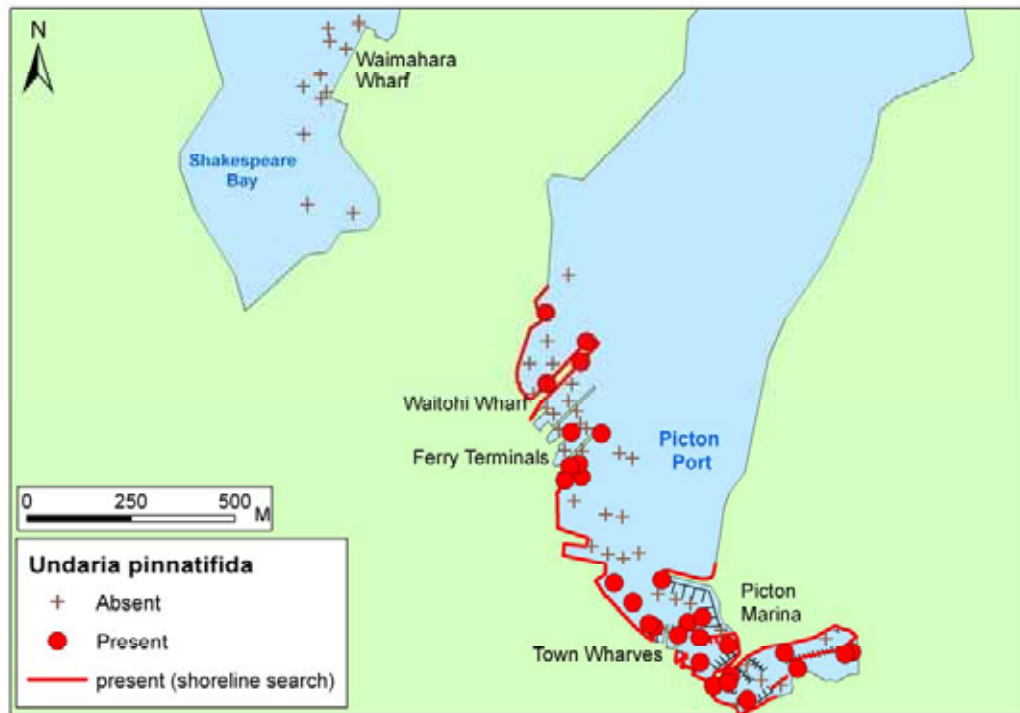 N
Waimahara
Wharf
Shakespeare
Bay
Waitohi Wharf
Ferry Terminals
Picton
Port
0 250 500
M
Undaria pinnatifida
Absent
Present
present (shoreline search)
Picton
Marina
Town Wharves